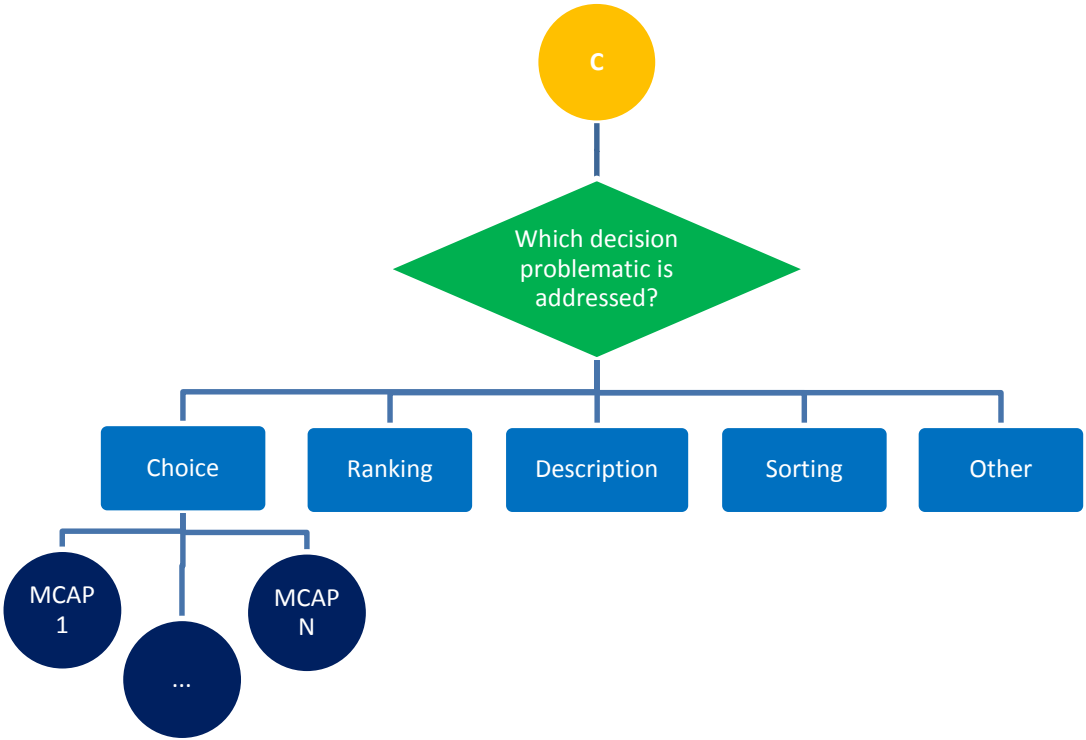 C
Which decision
problematic is
addressed?
Choice
Ranking
Description
Sorting
Other
MCAP
1
...
MCAP
N